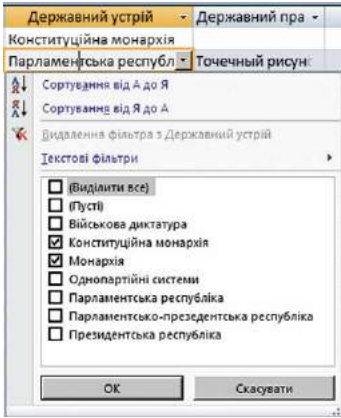 Державний устрій Державний пра
Конституційна монархія
Парламентська республ Точечный рисун
Сортування від А до Я
Сортування від Я до А
Видалення фільтра з Державний устрій
Текстові фільтри
(Виділити все)
(Пусті)
Військова диктатура
Конституційна монархія
Монархія
Однопартійні системи
Парламентська республіка
Парламентсько-презедентська республіка
Президентська республіка
ОК Скасувати